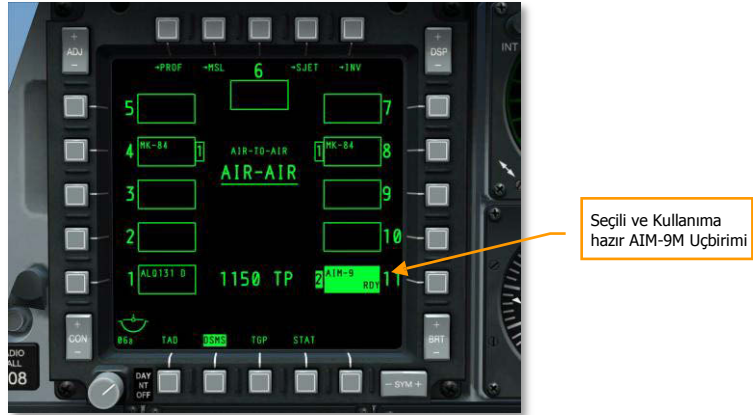 +
ADJ
-
+
DSP
-
INT
→PROF →MSL 6 →SJET →INV
5 7
4 MK-84 1 AIR-TO-AIR 1 MK-84 8
AIR-AIR
3 9
2 10
1 ALQ131 D 1150 TP 2 AIM-9 RDY 11
Seçili ve Kullanıma
hazır AIM-9M Uçbirimi
+
CON
-
06a TAD DSMS TGP STAT
+
BRT
-
ALL
08
DAY
NT
OFF
- SYM +